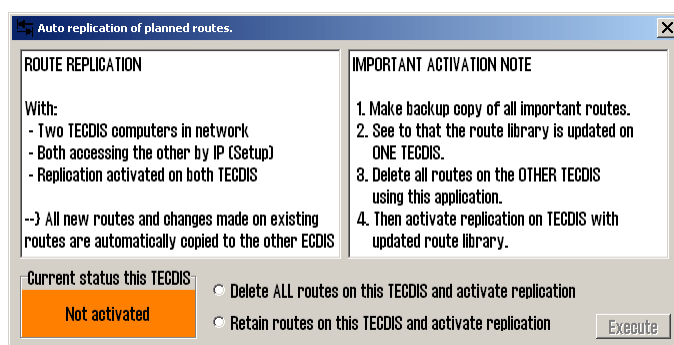 Auto replication of planned routes.
ROUTE REPLICATION
With:
- Two TECDIS computers in network
- Both accessing the other by IP (Setup)
- Replication activated on both TECDIS
--} All new routes and changes made on existing
routes are automatically copied to the other ECDIS
IMPORTANT ACTIVATION NOTE
1. Make backup copy of all important routes.
2. See to that the route library is updated on
ONE TECDIS.
3. Delete all routes on the OTHER TECDIS
using this application.
4. Then activate replication on TECDIS with
updated route library.
Current status this TECDIS
Not activated
Delete ALL routes on this TECDIS and activate replication
Retain routes on this TECDIS and activate replication
Execute